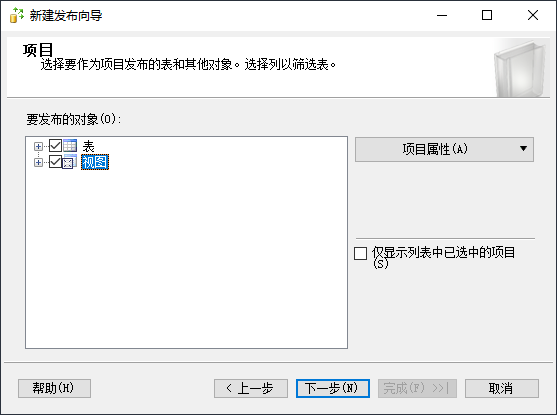 新建发布向导
项目
选择要作为项目发布的表和其他对象。选择列以筛选表。
要发布的对象(O):
表
视图
项目属性(A)
仅显示列表中已选中的项目
(S)
帮助(H)
< 上一步
下一步(N)
完成(F) >>|
取消